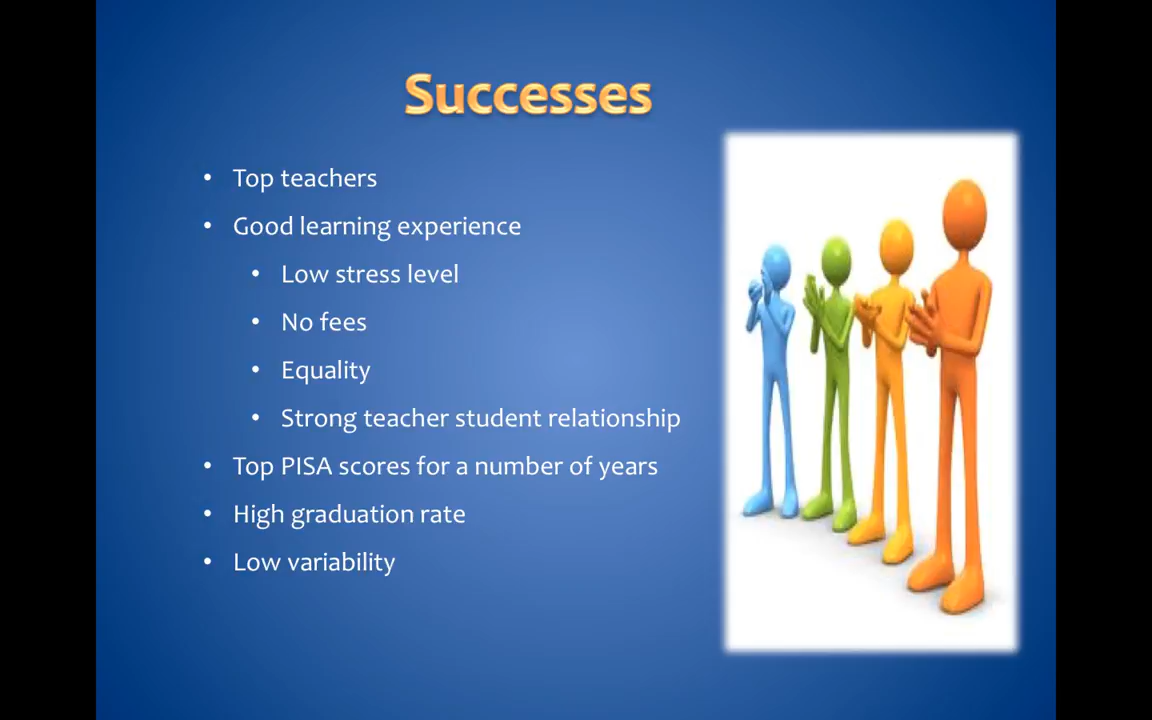 Successes
• Top teachers
• Good learning experience
• Low stress level
• No fees
• Equality
• Strong teacher student relationship
• Top PISA scores for a number of years
• High graduation rate
• Low variability